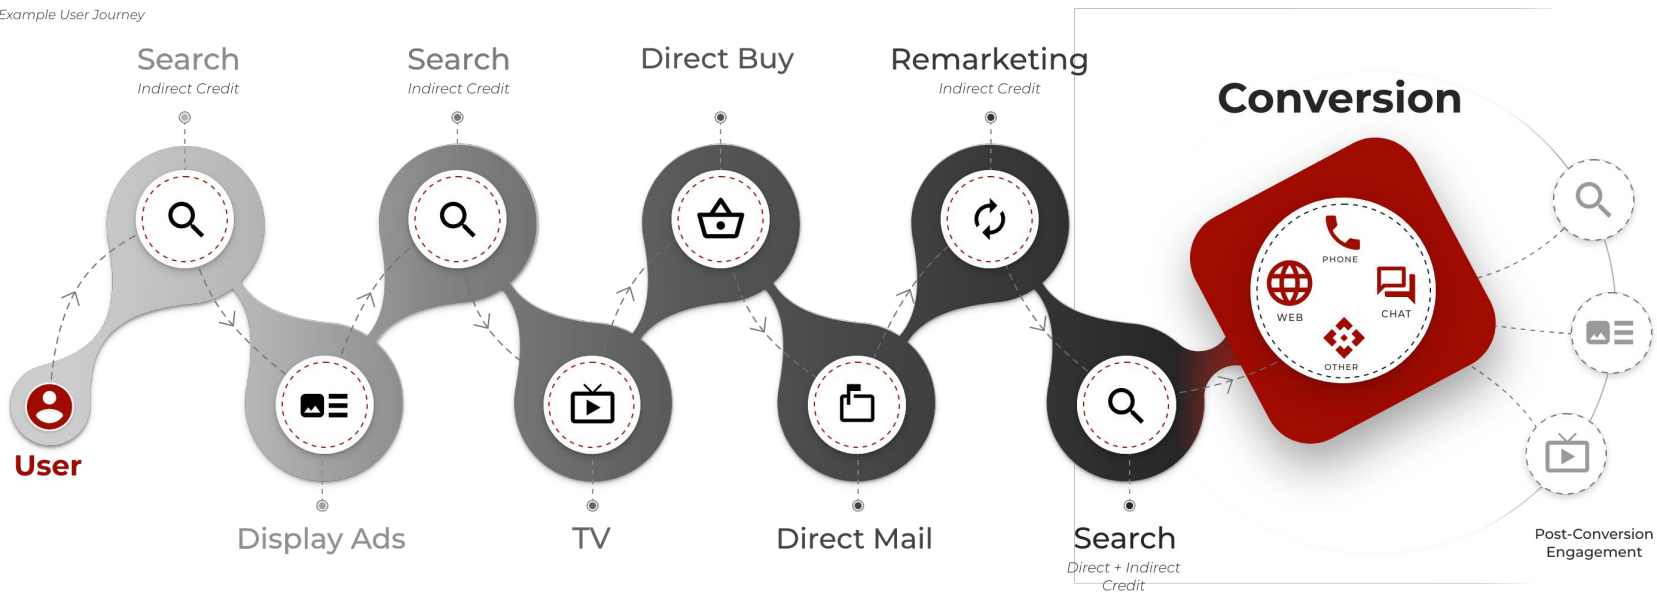 Example User Journey
Search
Indirect Credit
Search
Indirect Credit
Direct Buy
Remarketing
Indirect Credit
Conversion
PHONE
WEB
CHAT
OTHER
User
Display Ads
TV
Direct Mail
Search
Direct + Indirect
Credit
Post-Conversion
Engagement